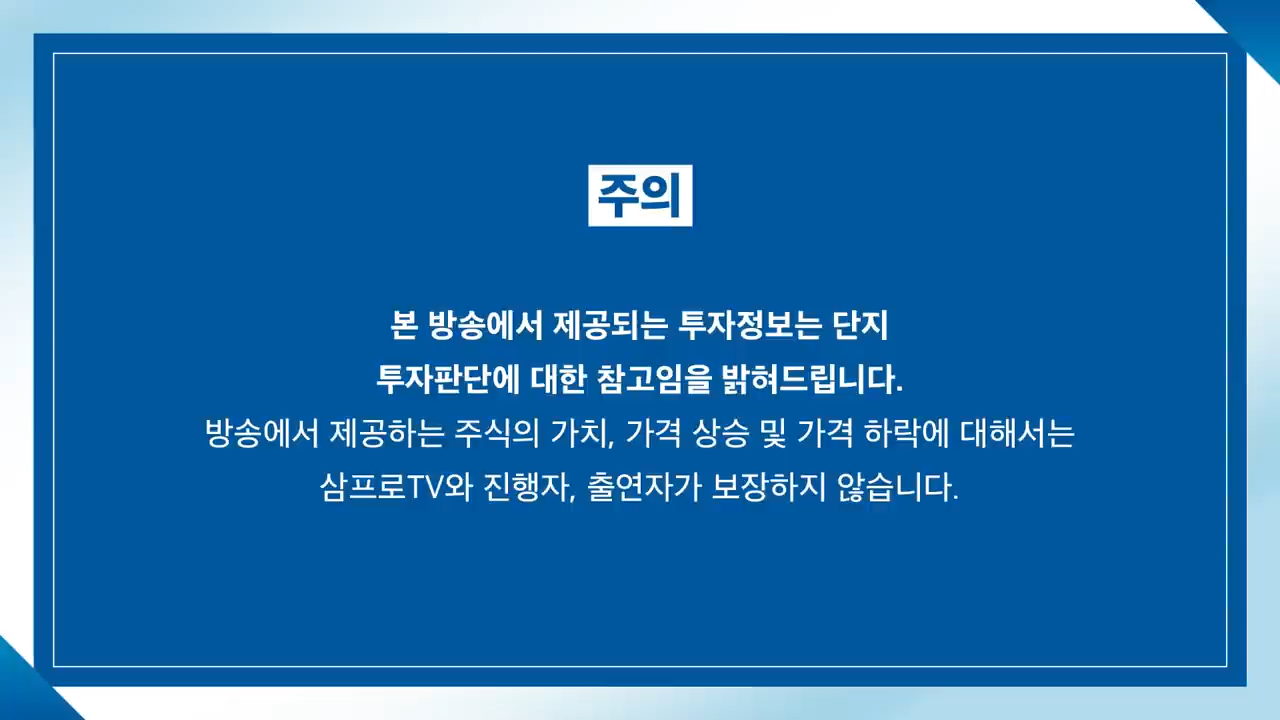 주의
본 방송에서 제공되는 투자정보는 단지
투자판단에 대한 참고임을 밝혀드립니다.
방송에서 제공하는 주식의 가치, 가격 상승 및 가격 하락에 대해서는
삼프로TV와 진행자, 출연자가 보장하지 않습니다.